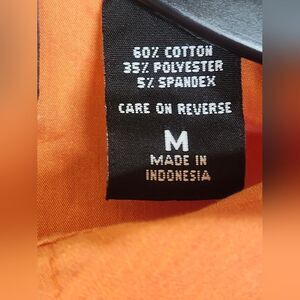 60% COTTON
35% POLYESTER
5% SPANDEX
CARE ON REVERSE
M
MADE IN
INDONESIA